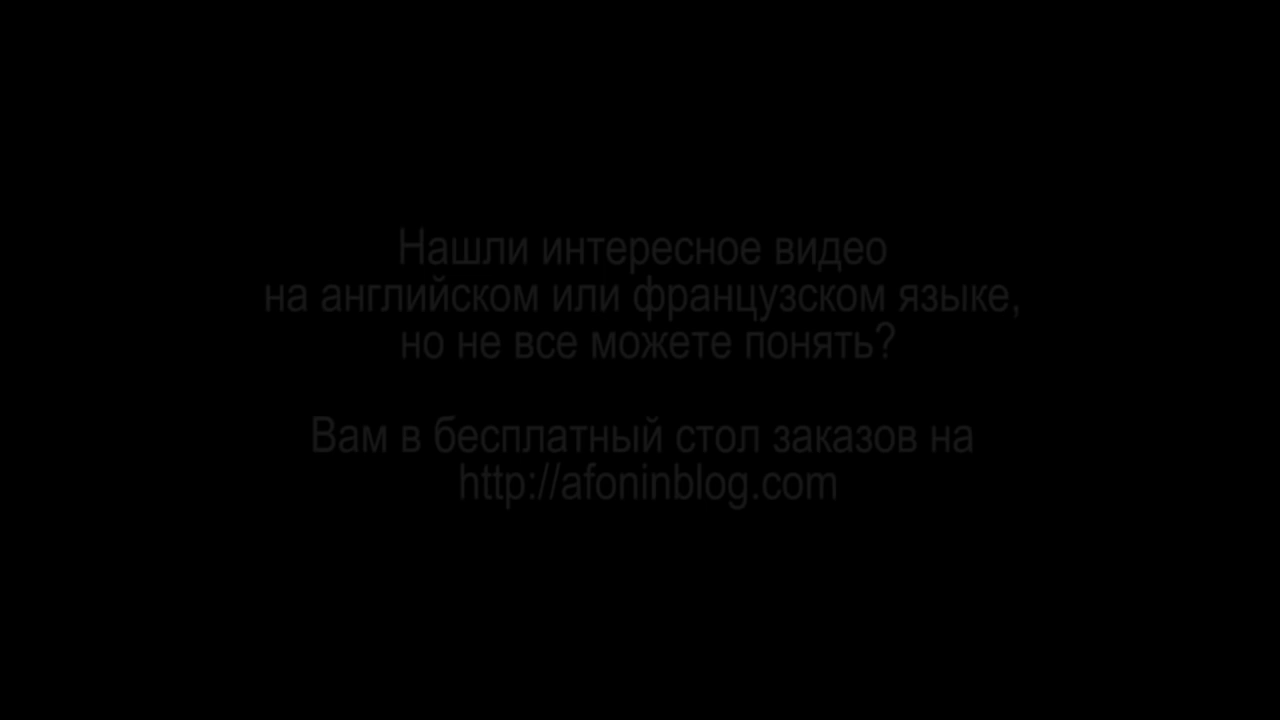 Нашли интересное видео
на английском или французском языке,
но не все можете понять?
Вам в бесплатный стол заказов на
http://afoninblog.com